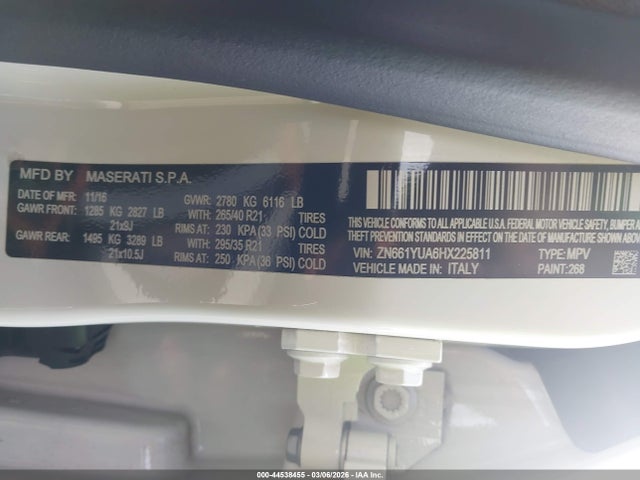 MFD BY MASERATI S.P.A.
DATE OF MFR: 11/16 GVWR: 2780 KG 6116 LB
GAWR FRONT: 1285 KG 2827 LB WITH: 265/40 R21 TIRES
21x9J RIMS AT: 230 KPA (33 PSI) COLD
GAWR REAR: 1495 KG 3289 LB WITH: 295/35 R21 TIRES
21x10.5J RIMS AT: 250 KPA (36 PSI) COLD
THIS VEHICLE CONFORMS TO ALL APPLICABLE FEDERAL MOTOR VEHICLE SAFETY, BUMPER,
AND THEFT PREVENTION STANDARDS IN EFFECT ON THE DATE OF MANUFACTURE SHOWN ABOVE
VIN: ZN661YUA6HX225811 TYPE: MPV
VEHICLE MADE IN: ITALY PAINT: 268
000-44538455 - 03/06/2026 - IAA Inc.